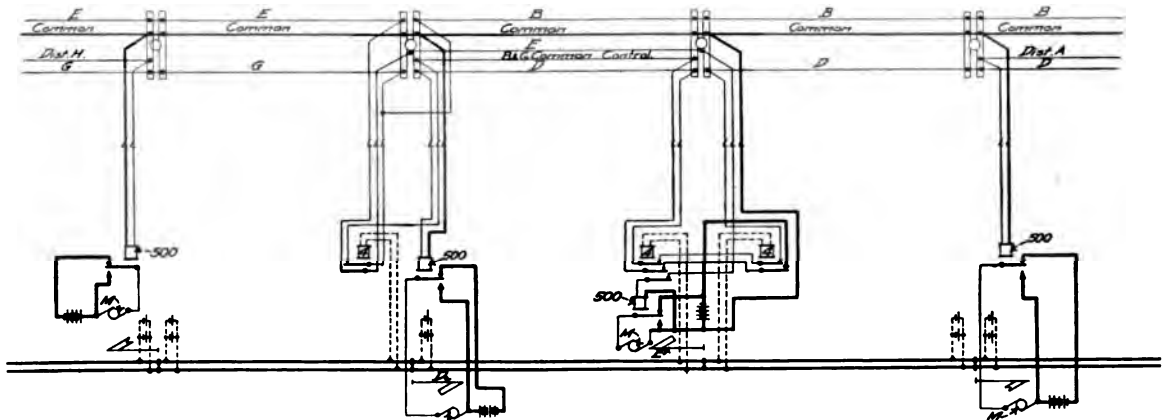 E E B B B
Common Common Common Common Common
E
Dist. H. B&G Common Control. Dist. A
G G D D D
500
500
500
500
M
M
E
D
M